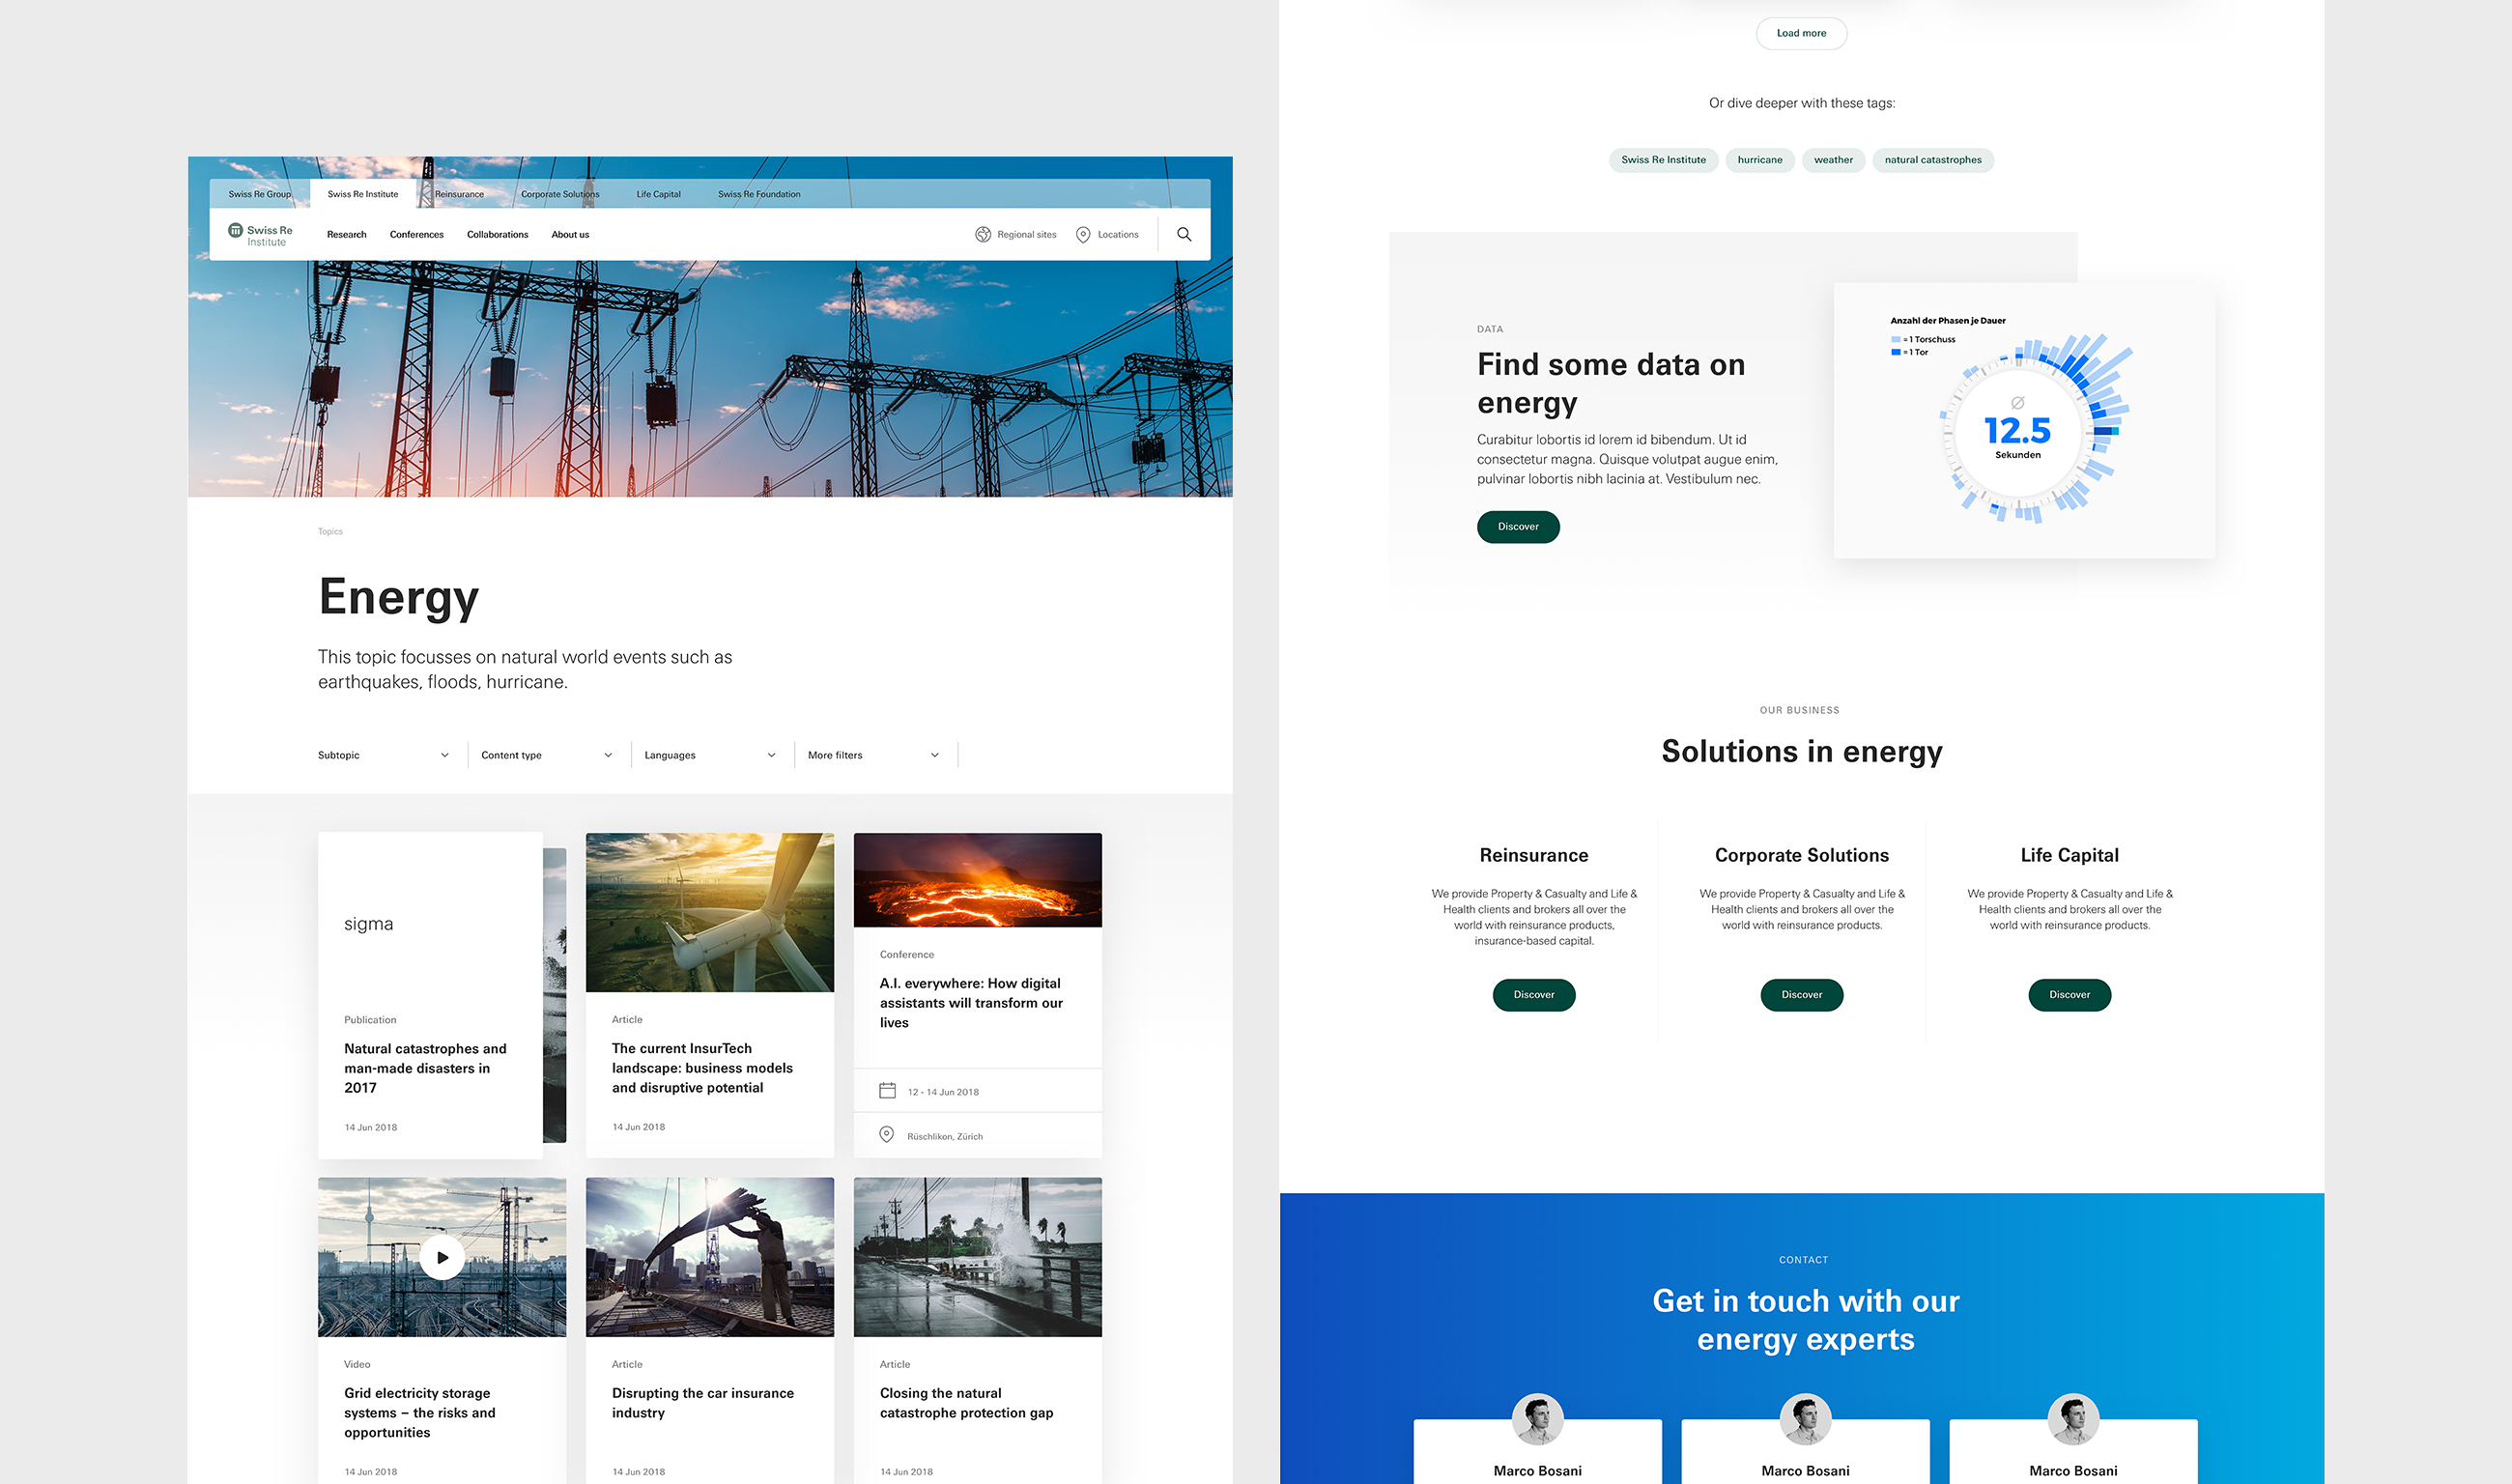 Swiss Re Group
Swiss Re Institute
Reinsurance
Corporate Solutions
Life Capital
Swiss Re Foundation
Swiss Re
Institute
Research
Conferences
Collaborations
About us
Regional sites
Locations
Topics
Energy
This topic focusses on natural world events such as
earthquakes, floods, hurricane.
Subtopic
Content type
Languages
More filters
sigma
Publication
Natural catastrophes and
man-made disasters in
2017
14 Jun 2018
Article
The current InsurTech
landscape: business models
and disruptive potential
14 Jun 2018
Conference
A.I. everywhere: How digital
assistants will transform our
lives
12 - 14 Jun 2018
Rüschlikon, Zürich
Video
Grid electricity storage
systems – the risks and
opportunities
14 Jun 2018
Article
Disrupting the car insurance
industry
14 Jun 2018
Article
Closing the natural
catastrophe protection gap
14 Jun 2018
Load more
Or dive deeper with these tags:
Swiss Re Institute
hurricane
weather
natural catastrophes
DATA
Find some data on
energy
Curabitur lobortis id lorem id bibendum. Ut id
consectetur magna. Quisque volutpat augue enim,
pulvinar lobortis nibh lacinia at. Vestibulum nec.
Discover
Anzahl der Phasen je Dauer
= 1 Torschuss
= 1 Tor
Ø
12.5
Sekunden
OUR BUSINESS
Solutions in energy
Reinsurance
We provide Property & Casualty and Life &
Health clients and brokers all over the
world with reinsurance products,
insurance-based capital.
Discover
Corporate Solutions
We provide Property & Casualty and Life &
Health clients and brokers all over the
world with reinsurance products.
Discover
Life Capital
We provide Property & Casualty and Life &
Health clients and brokers all over the
world with reinsurance products.
Discover
CONTACT
Get in touch with our
energy experts
Marco Bosani
Marco Bosani
Marco Bosani